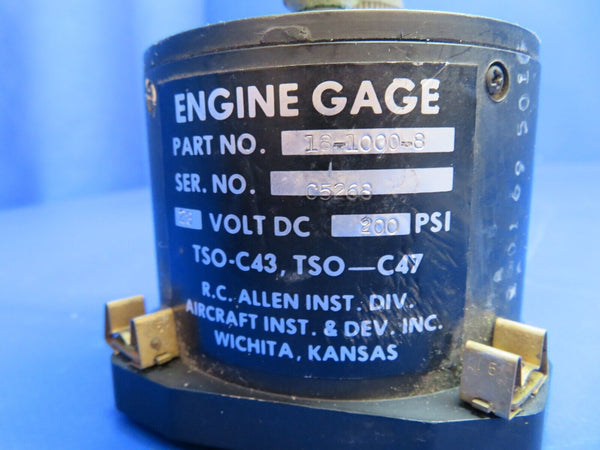 ENGINE GAGE
PART NO. 18-1000-8
SER. NO. C5268
VOLT DC 200 PSI
TSO-C43, TSO—C47
R.C. ALLEN INST. DIV.
AIRCRAFT INST. & DEV. INC.
WICHITA, KANSAS